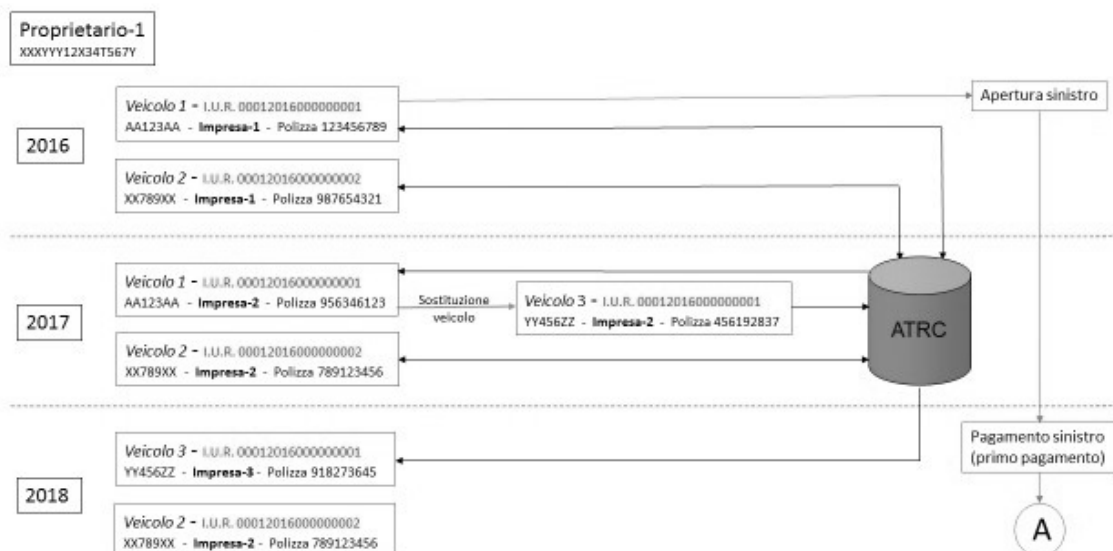 Proprietario-1
XXXYYY12X34T567Y
2016
Veicolo 1 - I.U.R. 00012016000000001
AA123AA - Impresa-1 - Polizza 123456789
Apertura sinistro
Veicolo 2 - I.U.R. 00012016000000002
XX789XX - Impresa-1 - Polizza 987654321
2017
Veicolo 1 - I.U.R. 00012016000000001
AA123AA - Impresa-2 - Polizza 956346123
Sostituzione
veicolo
Veicolo 3 - I.U.R. 00012016000000001
YY456ZZ - Impresa-2 - Polizza 456192837
ATRC
Veicolo 2 - I.U.R. 00012016000000002
XX789XX - Impresa-2 - Polizza 789123456
2018
Veicolo 3 - I.U.R. 00012016000000001
YY456ZZ - Impresa-3 - Polizza 918273645
Pagamento sinistro
(primo pagamento)
Veicolo 2 - I.U.R. 00012016000000002
XX789XX - Impresa-2 - Polizza 789123456
A